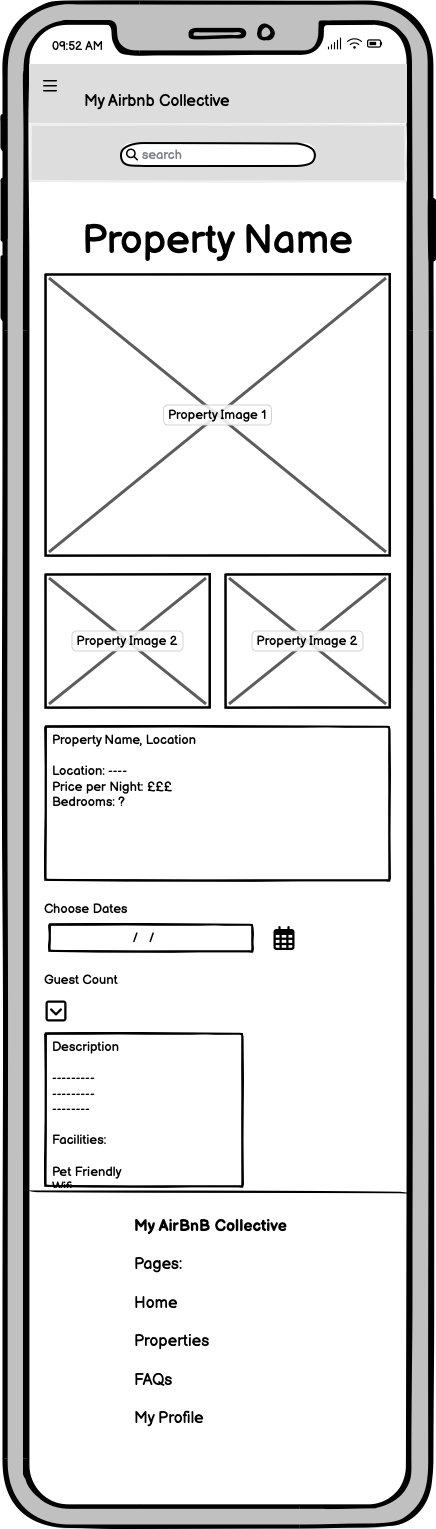 09:52 AM
My Airbnb Collective
search
Property Name
Property Image 1
Property Image 2
Property Image 2
Property Name, Location
Location: ----
Price per Night: £££
Bedrooms: ?
Choose Dates
/ /
Guest Count
Description
---------
---------
--------
Facilities:
Pet Friendly
Wifi
My AirBnB Collective
Pages:
Home
Properties
FAQs
My Profile